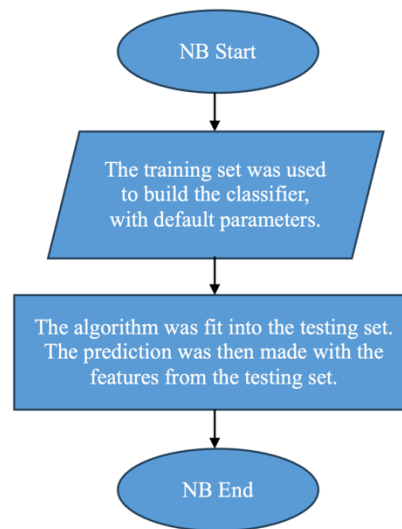 NB Start
The training set was used
to build the classifier,
with default parameters.
The algorithm was fit into the testing set.
The prediction was then made with the
features from the testing set.
NB End